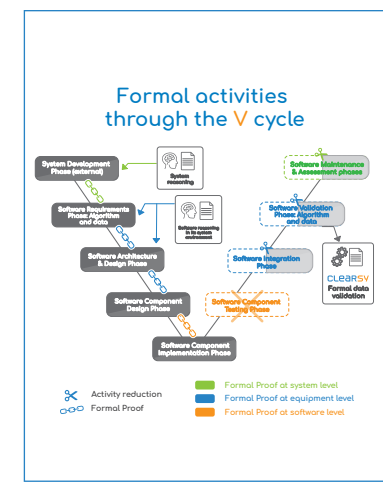 Formal activities
through the V cycle
System Development
Phase (external)
System
reasoning
Software Maintenance
& Assessment phases
Software Requirements
Phase: Algorithm
and data
Software reasoning
in its system
environment
Software Validation
Phase: Algorithm
and data
Software Architecture
& Design Phase
Software Integration
Phase
CLEARSY
Formal data
validation
Software Component
Design Phase
Software Component
Testing Phase
Software Component
Implementation Phase
Activity reduction
Formal Proof
Formal Proof at system level
Formal Proof at equipment level
Formal Proof at software level